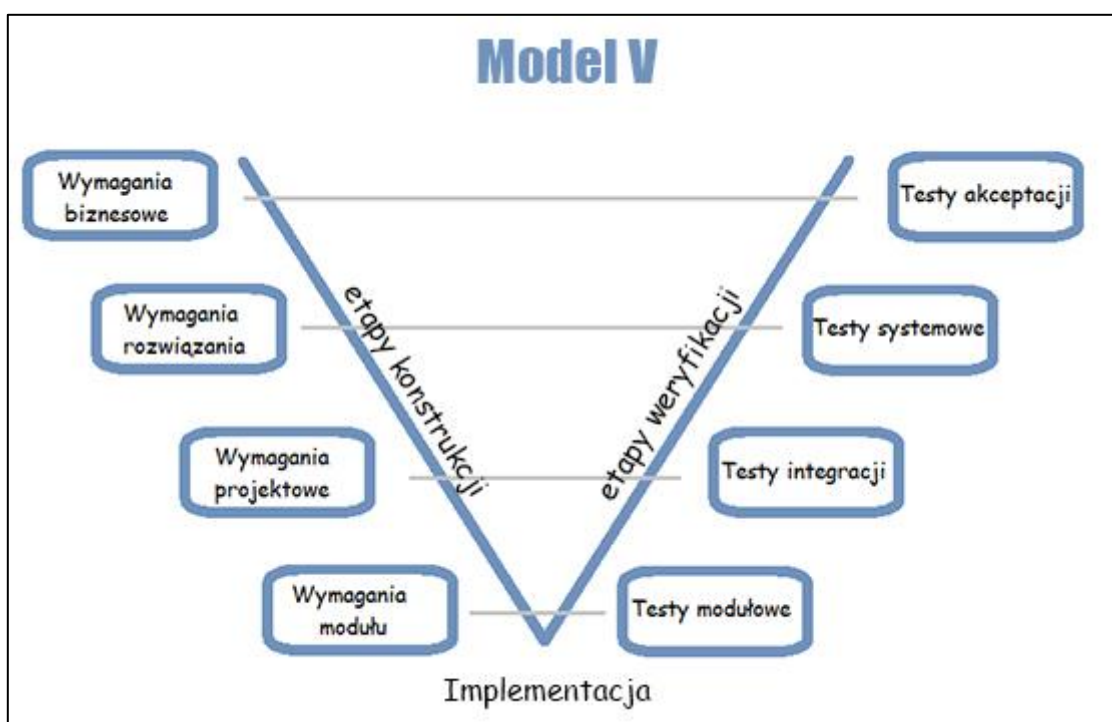 Model V
Wymagania
biznesowe
Testy akceptacji
Wymagania
rozwiązania
etapy konstrukcji
etapy weryfikacji
Testy systemowe
Wymagania
projektowe
Testy integracji
Wymagania
modułu
Testy modułowe
Implementacja